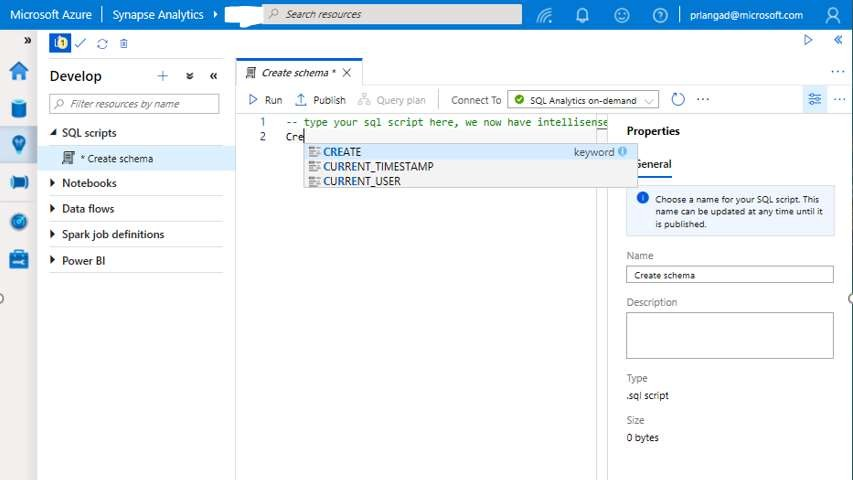 Microsoft Azure
Synapse Analytics
Search resources
prlangad@microsoft.com
1
Develop
Filter resources by name
SQL scripts
* Create schema
Notebooks
Data flows
Spark job definitions
Power BI
Create schema *
Run
Publish
Query plan
Connect To
SQL Analytics on-demand
1 -- type your sql script here, we now have intellisense
2 Cre
CREATE keyword
CURRENT_TIMESTAMP
CURRENT_USER
Properties
General
Choose a name for your SQL script. This
name can be updated at any time until it
is published.
Name
Create schema
Description
Type
.sql script
Size
0 bytes